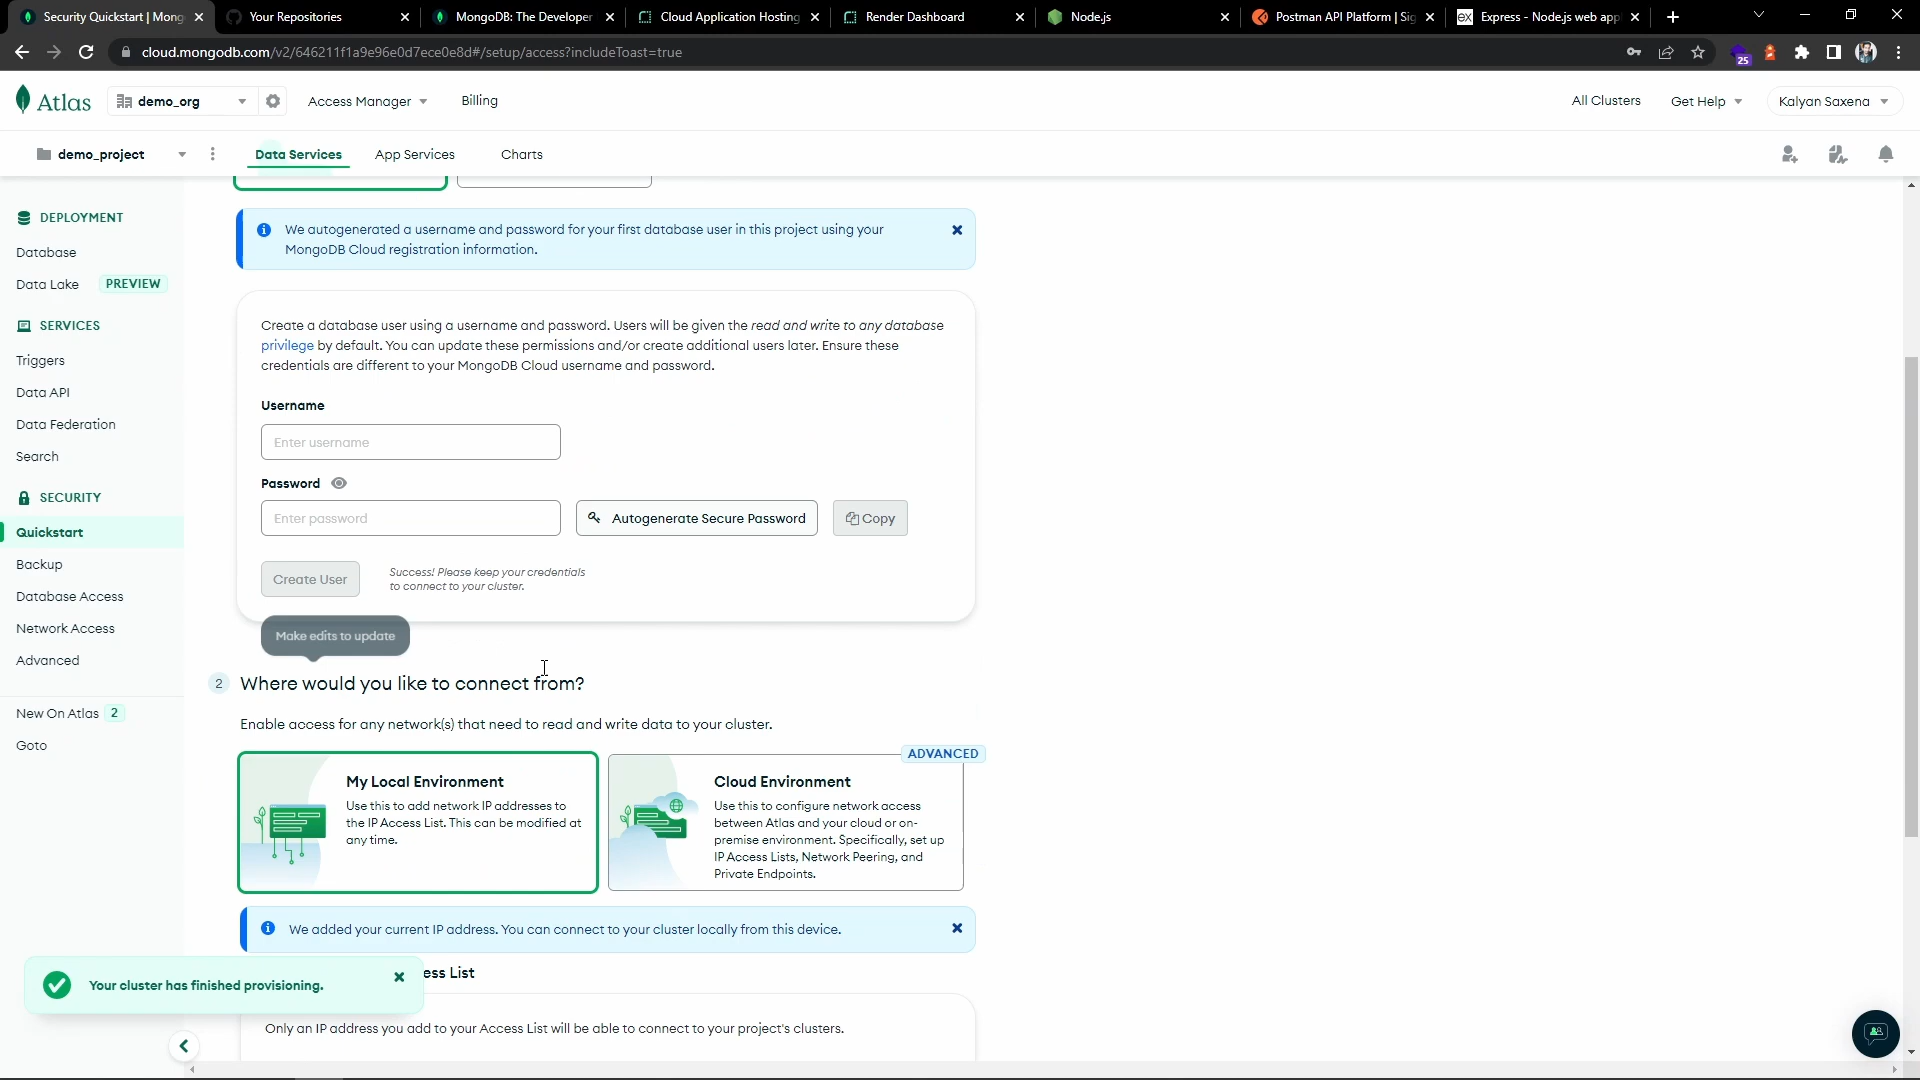 Security Quickstart | Mong
Your Repositories
MongoDB: The Developer
Cloud Application Hosting
Render Dashboard
Node.js
Postman API Platform | Sig
Express - Node.js web app
cloud.mongodb.com/v2/646211f1a9e96e0d7ece0e8d#/setup/access?includeToast=true
25
Atlas
demo_org
Access Manager
Billing
All Clusters
Get Help
Kalyan Saxena
demo_project
Data Services
App Services
Charts
DEPLOYMENT
Database
Data Lake
PREVIEW
SERVICES
Triggers
Data API
Data Federation
Search
SECURITY
Quickstart
Backup
Database Access
Network Access
Advanced
New On Atlas
2
Goto
We autogenerated a username and password for your first database user in this project using your
MongoDB Cloud registration information.
Create a database user using a username and password. Users will be given the read and write to any database
privilege by default. You can update these permissions and/or create additional users later. Ensure these
credentials are different to your MongoDB Cloud username and password.
Username
Enter username
Password
Enter password
Autogenerate Secure Password
Copy
Create User
Success! Please keep your credentials
to connect to your cluster.
Make edits to update
2
Where would you like to connect from?
Enable access for any network(s) that need to read and write data to your cluster.
My Local Environment
Use this to add network IP addresses to
the IP Access List. This can be modified at
any time.
ADVANCED
Cloud Environment
Use this to configure network access
between Atlas and your cloud or on-
premise environment. Specifically, set up
IP Access Lists, Network Peering, and
Private Endpoints.
We added your current IP address. You can connect to your cluster locally from this device.
ess List
Your cluster has finished provisioning.
Only an IP address you add to your Access List will be able to connect to your project's clusters.